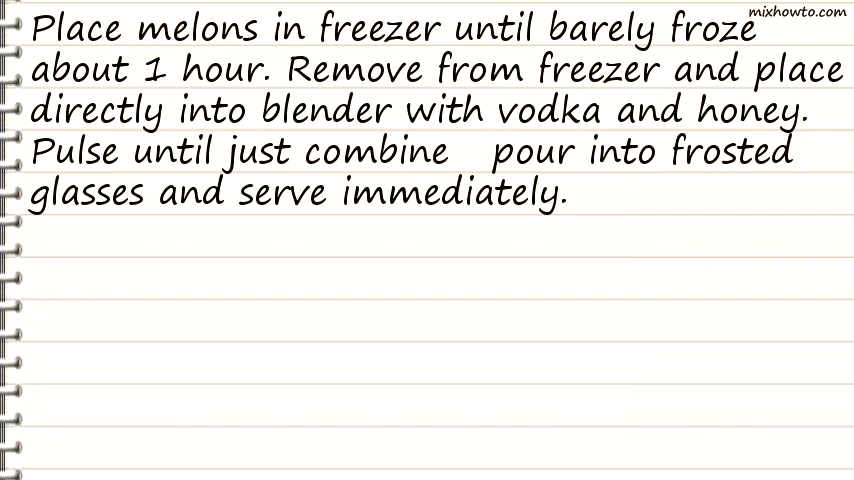 mixhowto.com
Place melons in freezer until barely froze
about 1 hour. Remove from freezer and place
directly into blender with vodka and honey.
Pulse until just combine pour into frosted
glasses and serve immediately.